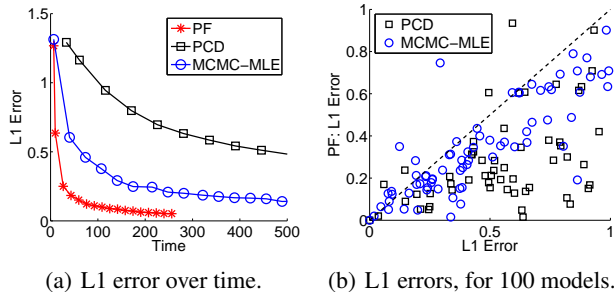 1.5
1
0.5
0
L1 Error
0 100 200 300 400 500
Time
PF
PCD
MCMC−MLE
(a) L1 error over time.
1
0.8
0.6
0.4
0.2
0
PF: L1 Error
0 0.5 1
L1 Error
PCD
MCMC−MLE
(b) L1 errors, for 100 models.